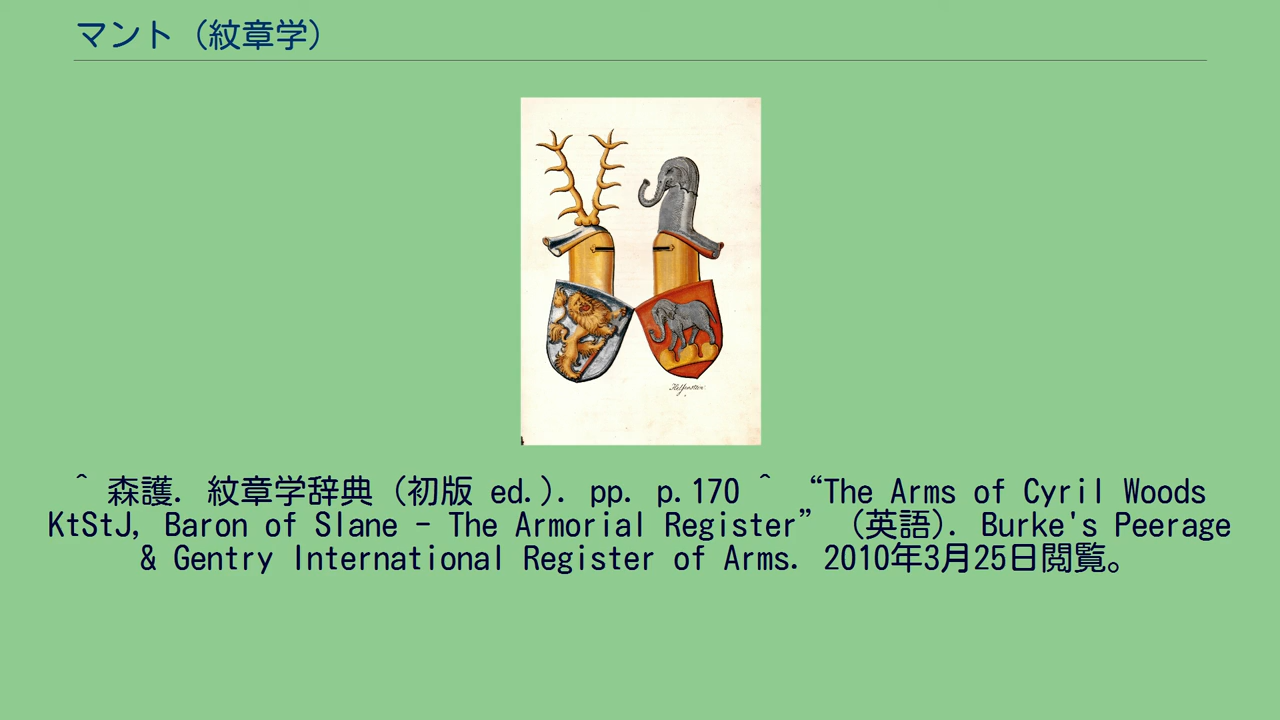 マント（紋章学）
Helfenstein
^ 森護. 紋章学辞典 (初版 ed.). pp. p.170 ^ “The Arms of Cyril Woods
KtStJ, Baron of Slane - The Armorial Register” （英語）. Burke's Peerage
& Gentry International Register of Arms. 2010年3月25日閲覧。